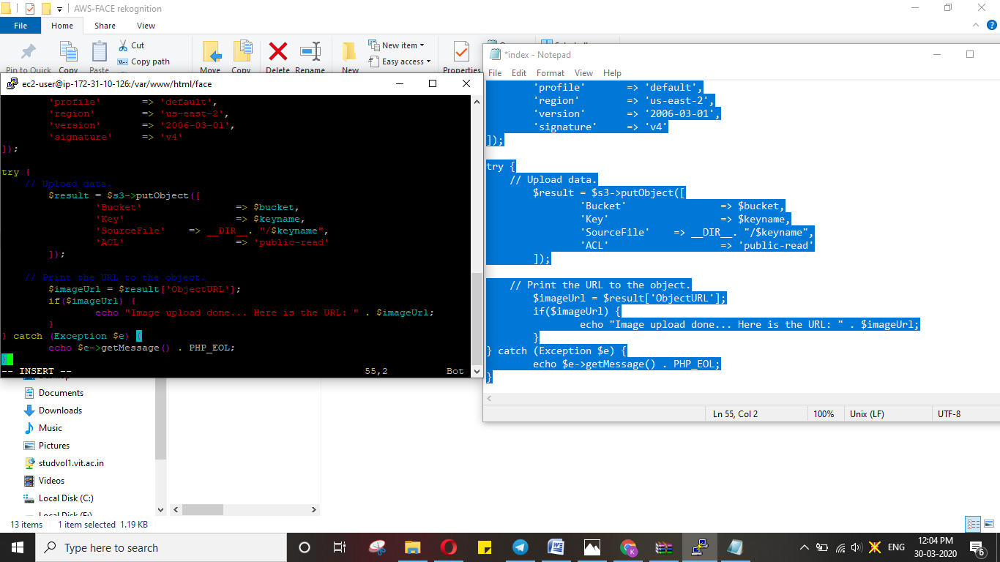 AWS-FACE rekognition
File Home Share View
Pin to Quick Copy Paste
Cut
Copy path
Move Copy Delete Rename New
New item
Easy access
Properties
*index - Notepad
File Edit Format View Help
'profile' => 'default',
'region' => 'us-east-2',
'version' => '2006-03-01',
'signature' => 'v4'
]);
try {
// Upload data.
$result = $s3->putObject([
'Bucket' => $bucket,
'Key' => $keyname,
'SourceFile' => __DIR__. "/$keyname",
'ACL' => 'public-read'
]);
// Print the URL to the object.
$imageUrl = $result['ObjectURL'];
if($imageUrl) {
echo "Image upload done... Here is the URL: " . $imageUrl;
}
} catch (Exception $e) {
echo $e->getMessage() . PHP_EOL;
}
Ln 55, Col 2 100% Unix (LF) UTF-8
ec2-user@ip-172-31-10-126:/var/www/html/face
'profile' => 'default',
'region' => 'us-east-2',
'version' => '2006-03-01',
'signature' => 'v4'
]);
try {
// Upload data.
$result = $s3->putObject([
'Bucket' => $bucket,
'Key' => $keyname,
'SourceFile' => __DIR__. "/$keyname",
'ACL' => 'public-read'
]);
// Print the URL to the object.
$imageUrl = $result['ObjectURL'];
if($imageUrl) {
echo "Image upload done... Here is the URL: " . $imageUrl;
}
} catch (Exception $e) {
echo $e->getMessage() . PHP_EOL;
}
-- INSERT -- 55,2 Bot
Desktop
Documents
Downloads
Music
Pictures
studvol1.vit.ac.in
Videos
Local Disk (C:)
13 items 1 item selected 1.19 KB
Type here to search
ENG
12:04 PM
30-03-2020
6